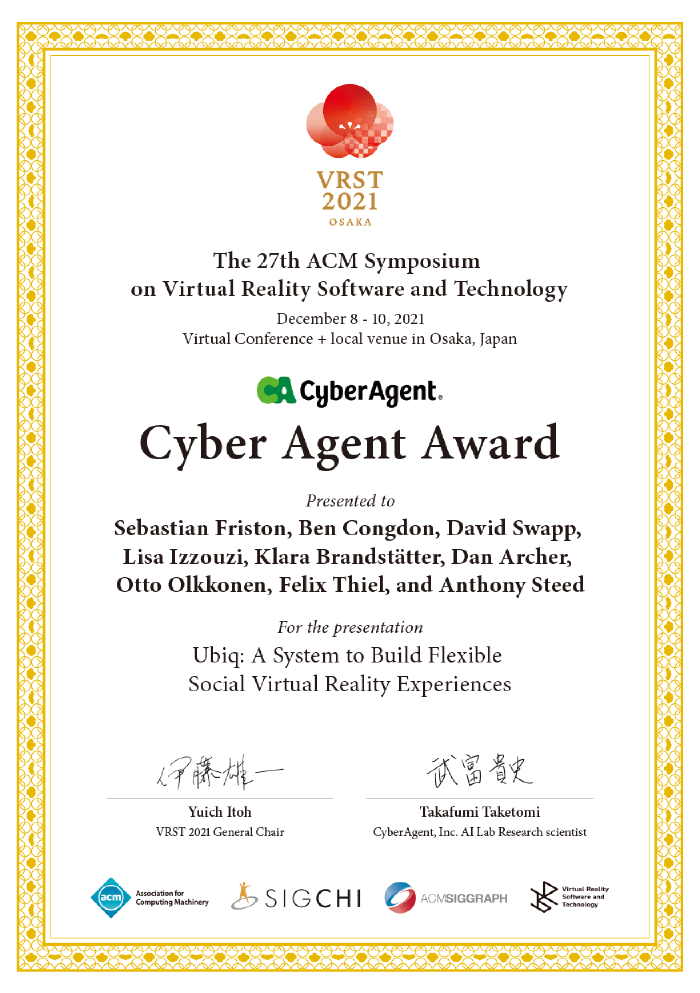 VRST
2021
OSAKA
The 27th ACM Symposium
on Virtual Reality Software and Technology
December 8 - 10, 2021
Virtual Conference + local venue in Osaka, Japan
CA CyberAgent®
Cyber Agent Award
Presented to
Sebastian Friston, Ben Congdon, David Swapp,
Lisa Izzouzi, Klara Brandstätter, Dan Archer,
Otto Olkkonen, Felix Thiel, and Anthony Steed
For the presentation
Ubiq: A System to Build Flexible
Social Virtual Reality Experiences
伊藤雄一
武富貴史
Yuich Itoh
Takafumi Taketomi
VRST 2021 General Chair
CyberAgent, Inc. AI Lab Research scientist
acm
Association for
Computing Machinery
SIGCHI
ACMSIGGRAPH
Virtual Reality
Software and
Technology